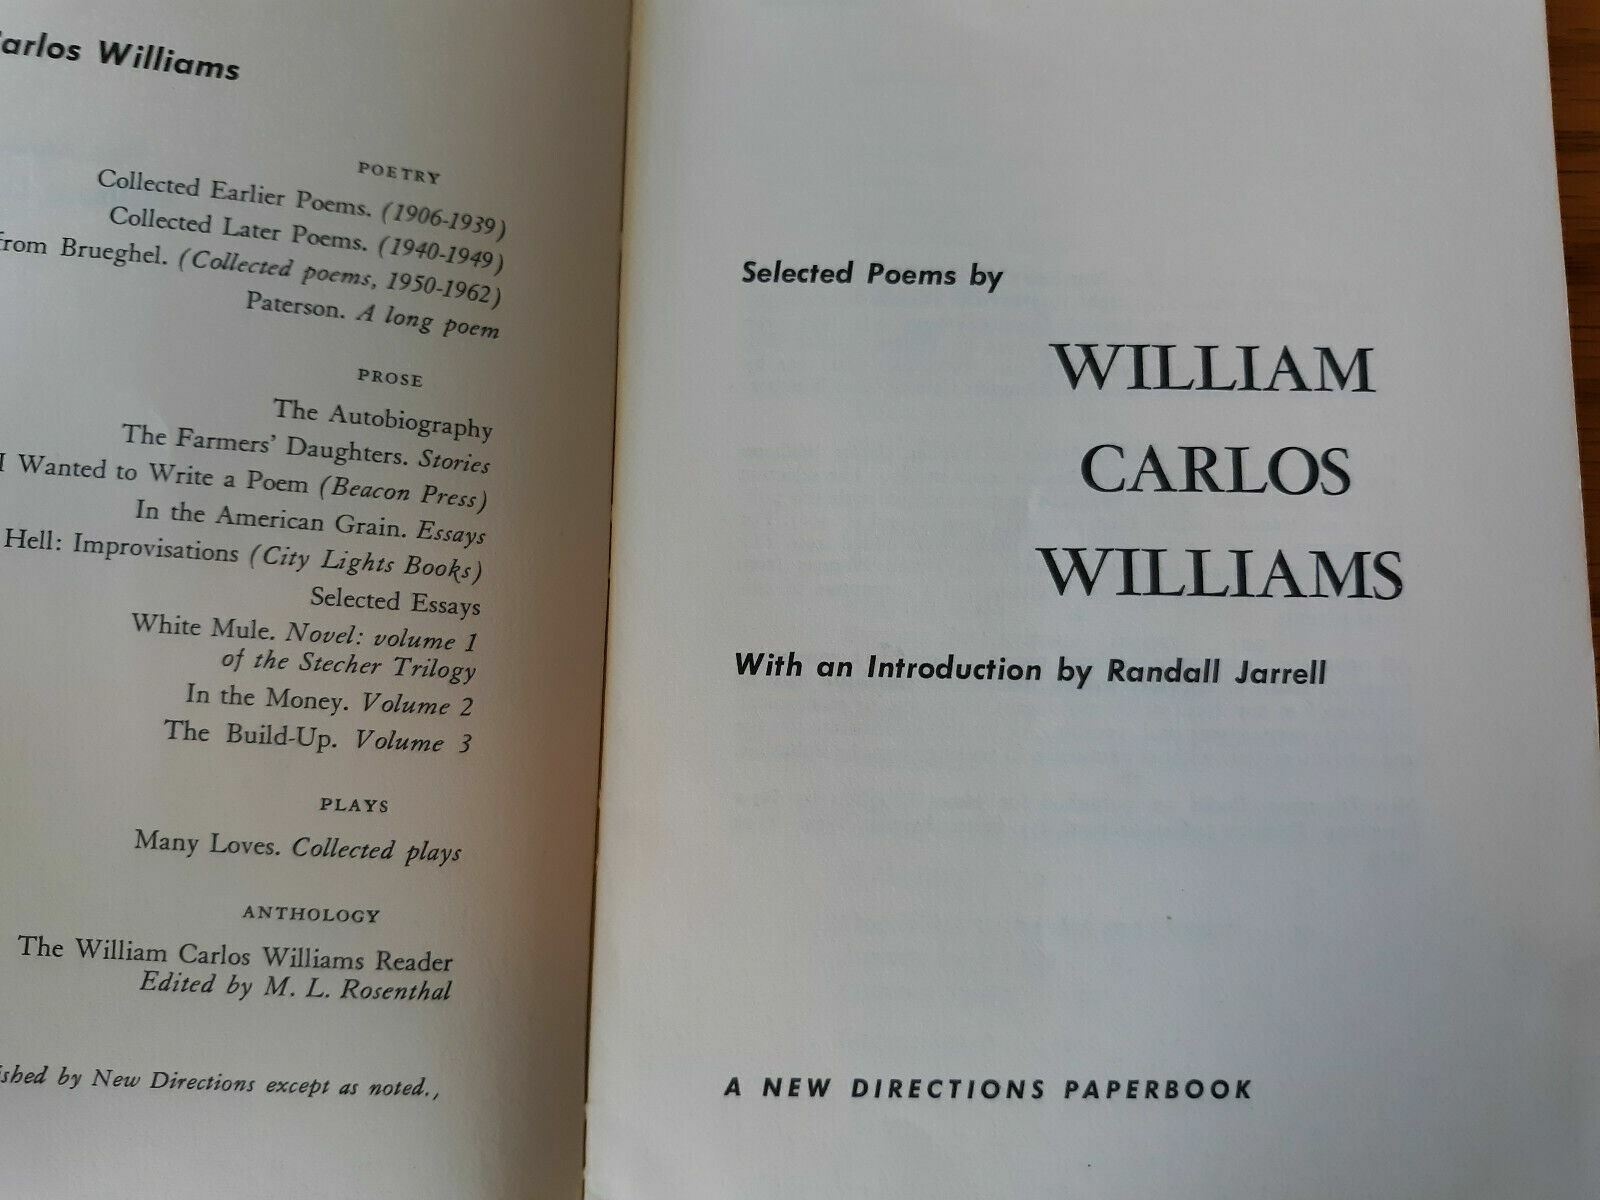 Carlos Williams
POETRY
Collected Earlier Poems. (1906-1939)
Collected Later Poems. (1940-1949)
from Brueghel. (Collected poems, 1950-1962)
Paterson. A long poem
PROSE
The Autobiography
The Farmers' Daughters. Stories
I Wanted to Write a Poem (Beacon Press)
In the American Grain. Essays
Hell: Improvisations (City Lights Books)
Selected Essays
White Mule. Novel: volume 1
of the Stecher Trilogy
In the Money. Volume 2
The Build-Up. Volume 3
PLAYS
Many Loves. Collected plays
ANTHOLOGY
The William Carlos Williams Reader
Edited by M. L. Rosenthal
ished by New Directions except as noted.,
Selected Poems by
WILLIAM
CARLOS
WILLIAMS
With an Introduction by Randall Jarrell
A NEW DIRECTIONS PAPERBOOK